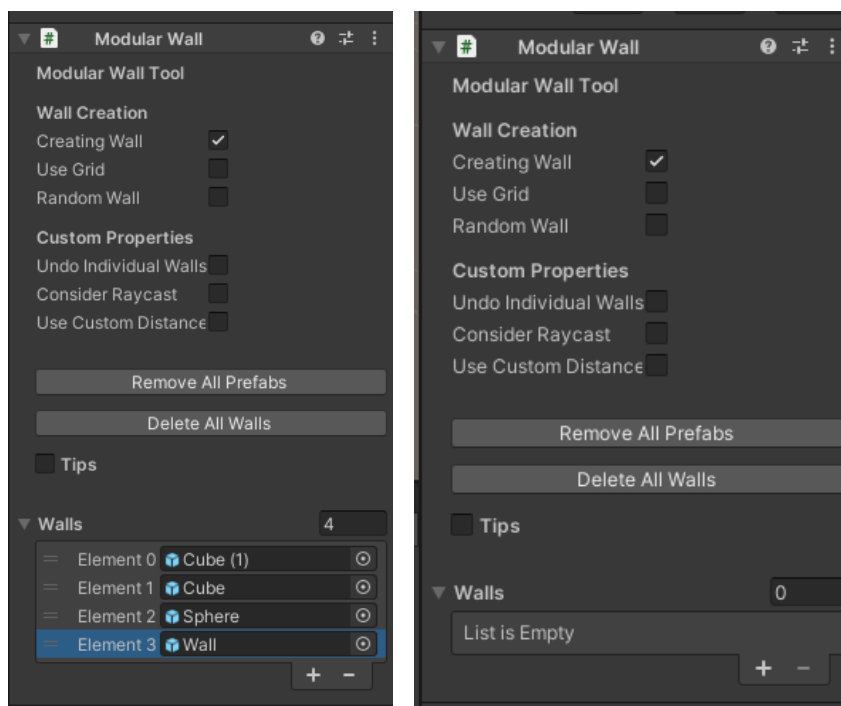 # Modular Wall
Modular Wall Tool
Wall Creation
Creating Wall
Use Grid
Random Wall
Custom Properties
Undo Individual Walls
Consider Raycast
Use Custom Distance
Remove All Prefabs
Delete All Walls
Tips
Walls 4
Element 0 Cube (1)
Element 1 Cube
Element 2 Sphere
Element 3 Wall
+ -
# Modular Wall
Modular Wall Tool
Wall Creation
Creating Wall
Use Grid
Random Wall
Custom Properties
Undo Individual Walls
Consider Raycast
Use Custom Distance
Remove All Prefabs
Delete All Walls
Tips
Walls 0
List is Empty
+ -